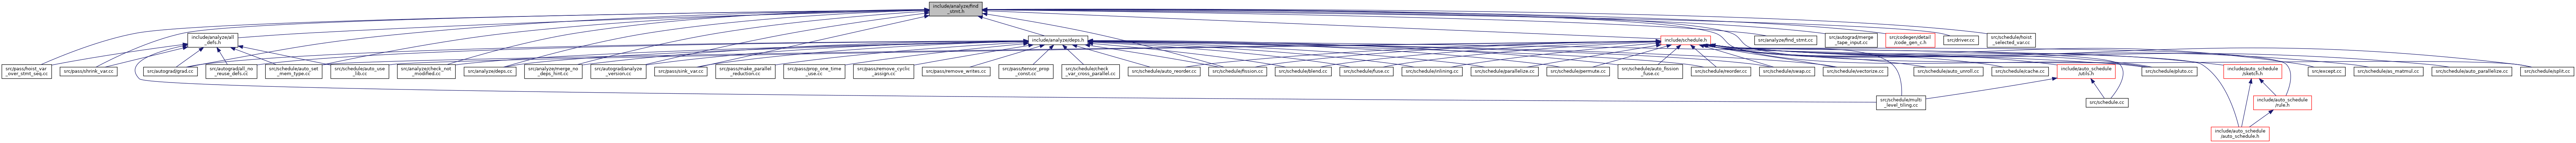 include/analyze/find
_stmt.h
include/analyze/all
_defs.h
include/analyze/deps.h
include/schedule.h
src/analyze/find_stmt.cc
src/autograd/merge
_tape_input.cc
src/codegen/detail
/code_gen_c.h
src/driver.cc
src/schedule/hoist
_selected_var.cc
src/pass/hoist_var
_over_stmt_seq.cc
src/pass/shrink_var.cc
src/autograd/grad.cc
src/autograd/all_no
_reuse_defs.cc
src/schedule/auto_set
_mem_type.cc
src/schedule/auto_use
_lib.cc
src/analyze/check_not
_modified.cc
src/analyze/deps.cc
src/analyze/merge_no
_deps_hint.cc
src/autograd/analyze
_version.cc
src/pass/sink_var.cc
src/pass/make_parallel
_reduction.cc
src/pass/prop_one_time
_use.cc
src/pass/remove_cyclic
_assign.cc
src/pass/remove_writes.cc
src/pass/tensor_prop
_const.cc
src/schedule/check
_var_cross_parallel.cc
src/schedule/auto_reorder.cc
src/schedule/fission.cc
src/schedule/blend.cc
src/schedule/fuse.cc
src/schedule/inlining.cc
src/schedule/parallelize.cc
src/schedule/permute.cc
src/schedule/auto_fission
_fuse.cc
src/schedule/reorder.cc
src/schedule/swap.cc
src/schedule/vectorize.cc
src/schedule/auto_unroll.cc
src/schedule/cache.cc
include/auto_schedule
/utils.h
src/schedule/pluto.cc
include/auto_schedule
/sketch.h
src/except.cc
src/schedule/as_matmul.cc
src/schedule/auto_parallelize.cc
src/schedule/split.cc
src/schedule/multi
_level_tiling.cc
src/schedule.cc
include/auto_schedule
/rule.h
include/auto_schedule
/auto_schedule.h